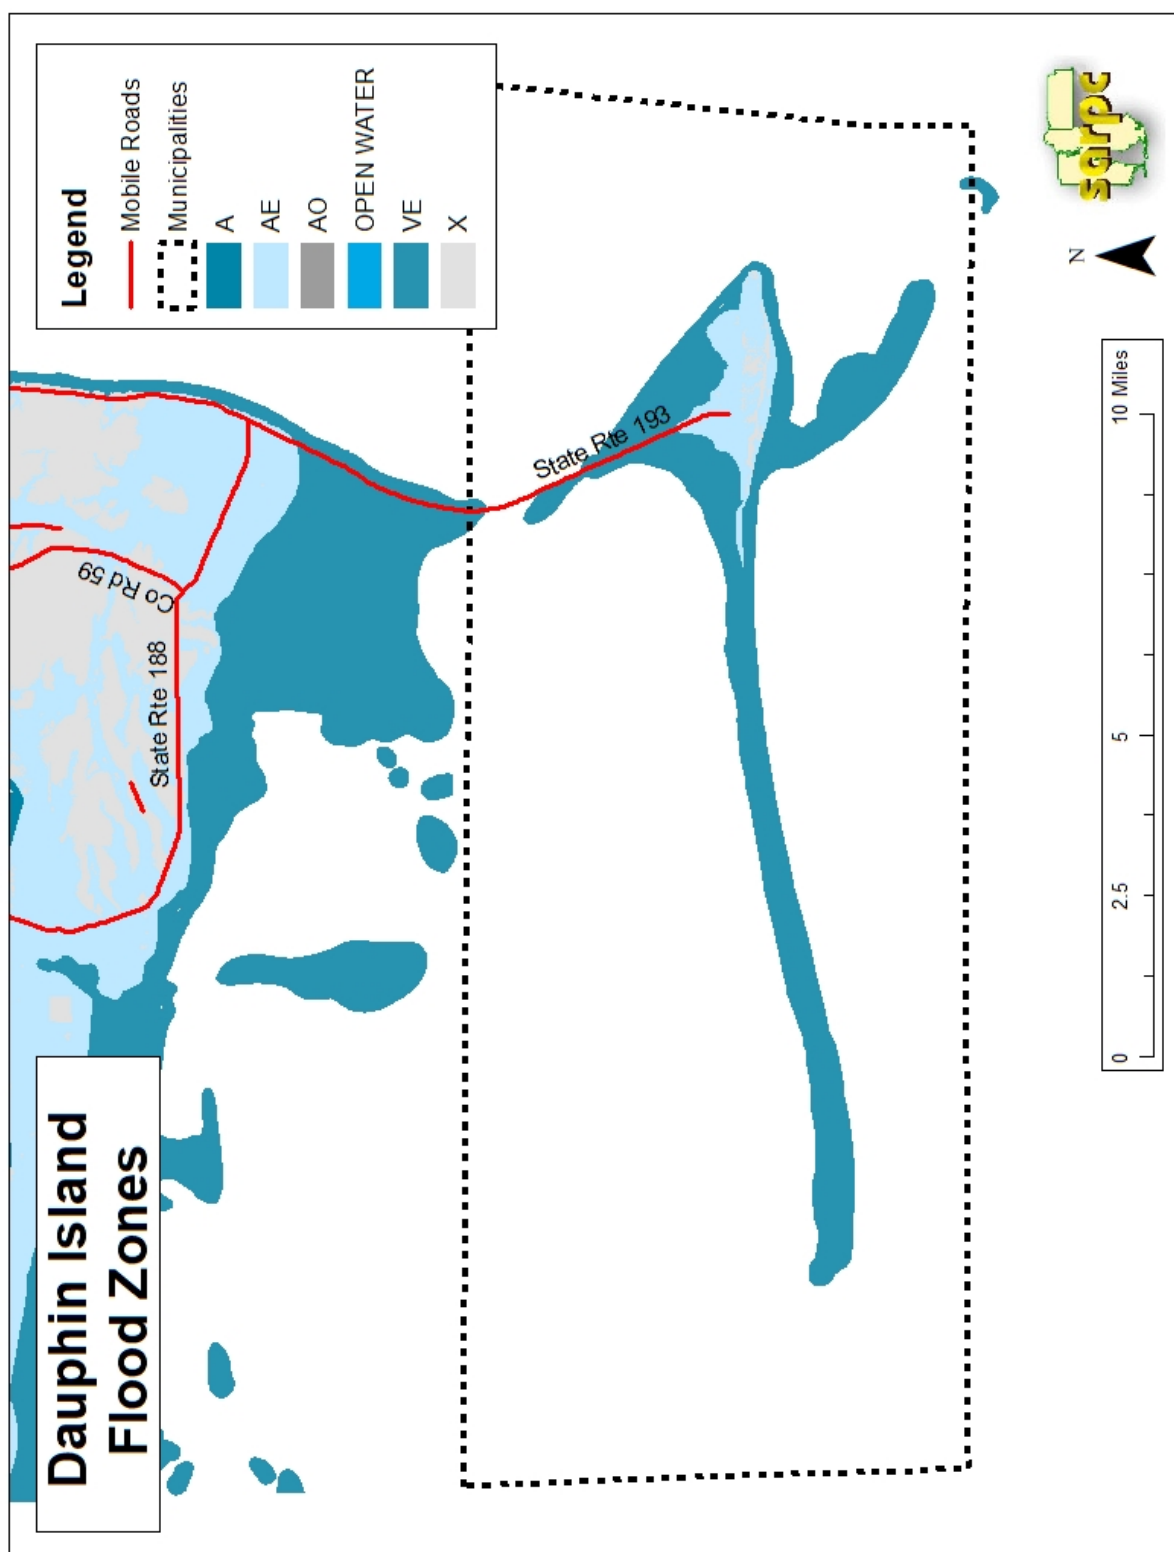 Dauphin Island
Flood Zones
Legend
Mobile Roads
Municipalities
A
AE
AO
OPEN WATER
VE
X
Co Rd 59
State Rte 188
State Rte 193
N
sarpc
0 2.5 5 10 Miles